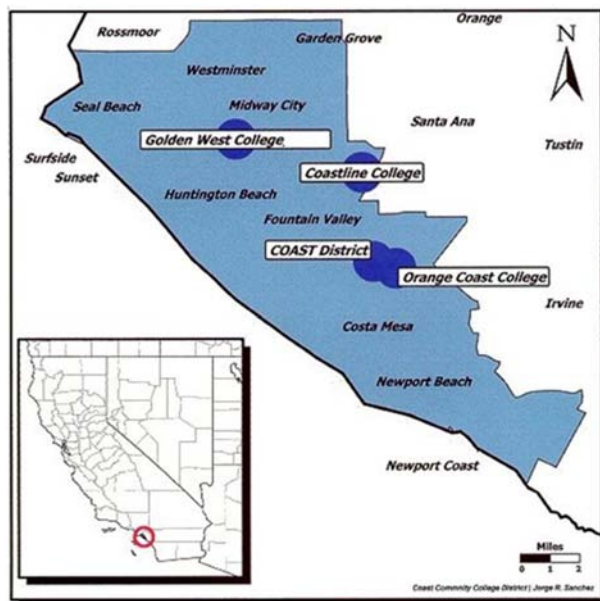 Rossmoor
Orange
Garden Grove
Westminster
Seal Beach
Midway City
Santa Ana
Golden West College
Tustin
Surfside
Sunset
Coastline College
Huntington Beach
Fountain Valley
COAST District
Orange Coast College
Irvine
Costa Mesa
Newport Beach
Newport Coast
N
Miles
0 1 2
Coast Commnity College District | Jorge R. Sanchez